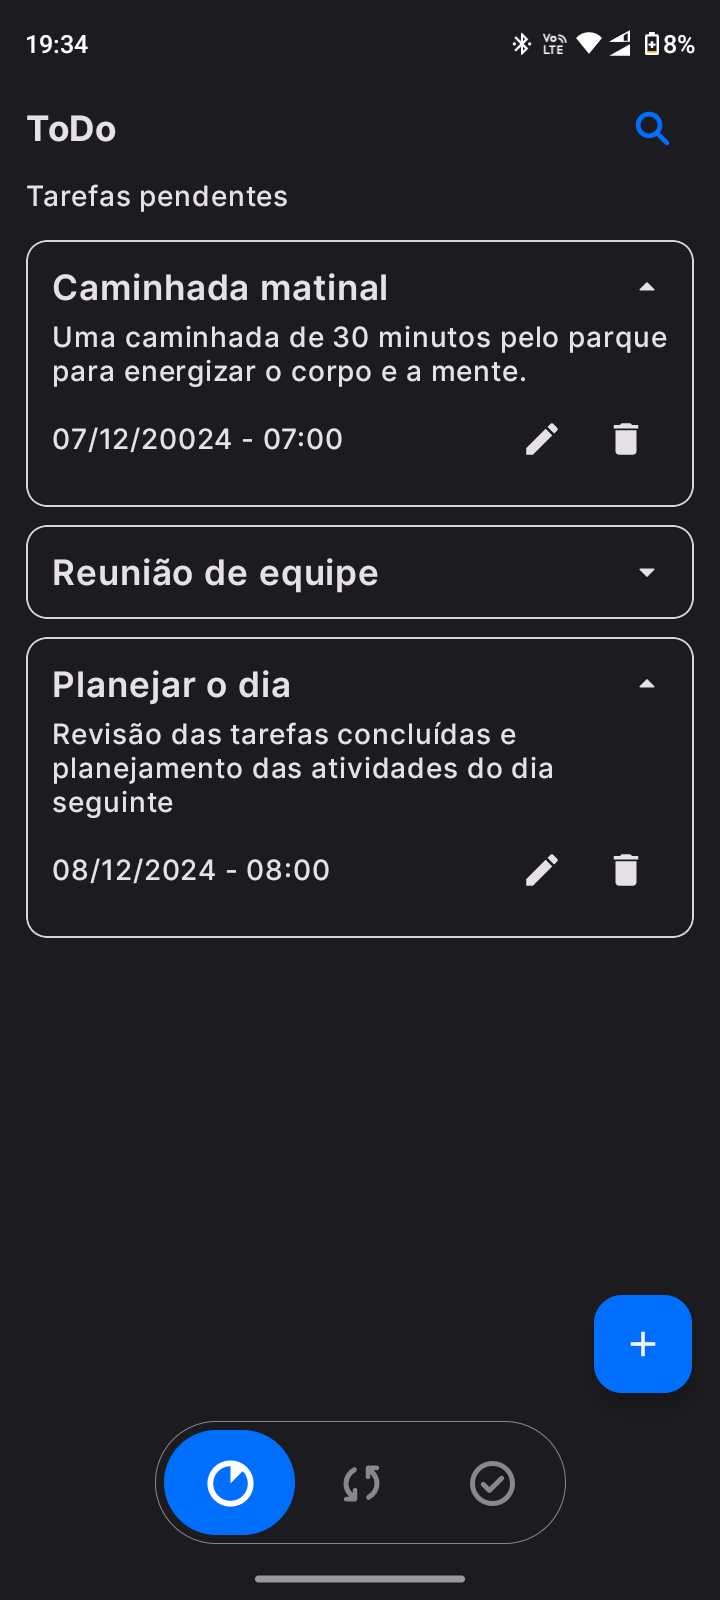 19:34
Vo LTE
8%
ToDo
Tarefas pendentes
Caminhada matinal
Uma caminhada de 30 minutos pelo parque
para energizar o corpo e a mente.
07/12/20024 - 07:00
Reunião de equipe
Planejar o dia
Revisão das tarefas concluídas e
planejamento das atividades do dia
seguinte
08/12/2024 - 08:00